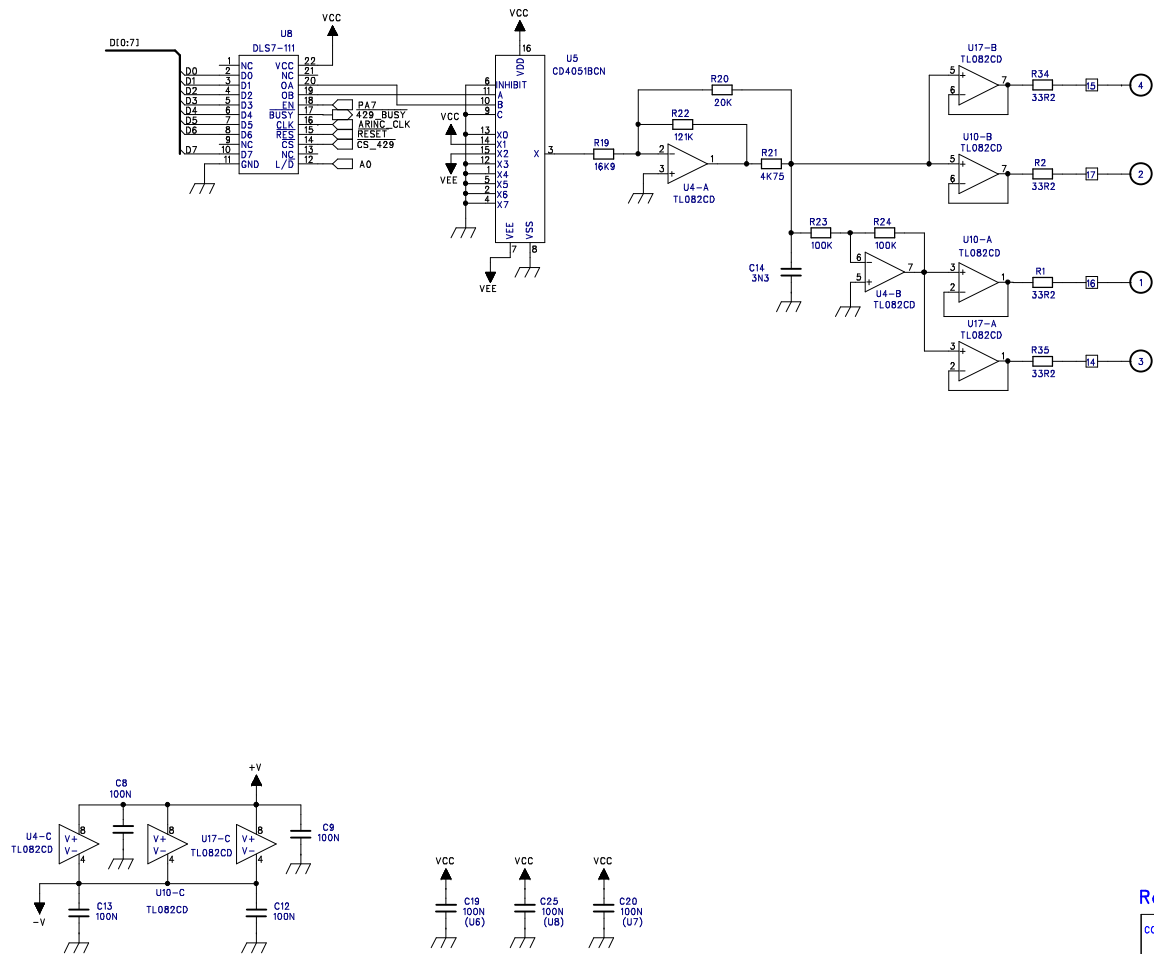 D[0:7]
U8
DLS7-111
VCC
1 NC VCC 22
D0 2 D0 NC 21
D1 3 D1 OA 20
D2 4 D2 OB 19
D3 5 D3 EN 18 PA7
D4 6 D4 BUSY 17 429_BUSY
D5 7 D5 CLK 16 ARINC_CLK
D6 8 D6 RES 15 RESET
9 NC CS 14 CS_429
D7 10 D7 NC 13
11 GND L/D 12 A0
VCC
16
VDD
U5
CD4051BCN
6 INHIBIT
11 A
10 B
9 C
VCC
13 X0
14 X1
15 X2
VEE
12 X3
1 X4
5 X5
2 X6
4 X7
X 3
VEE VSS
7 8
VEE
R19
16K9
R20
20K
R22
121K
2
3
1
U4-A
TL082CD
R21
4K75
R23
100K
R24
100K
C14
3N3
6
5
7
U4-B
TL082CD
U17-B
TL082CD
5
6
7
R34
33R2
15
4
U10-B
TL082CD
5
6
7
R2
33R2
17
2
U10-A
TL082CD
3
2
1
R1
33R2
16
1
U17-A
TL082CD
3
2
1
R35
33R2
14
3
+V
C8
100N
U4-C
TL082CD
V+ 8
V- 4
V+ 8
V- 4
U10-C
TL082CD
U17-C
TL082CD
V+ 8
V- 4
C9
100N
-V
C13
100N
C12
100N
VCC
C19
100N
(U6)
VCC
C25
100N
(U8)
VCC
C20
100N
(U7)